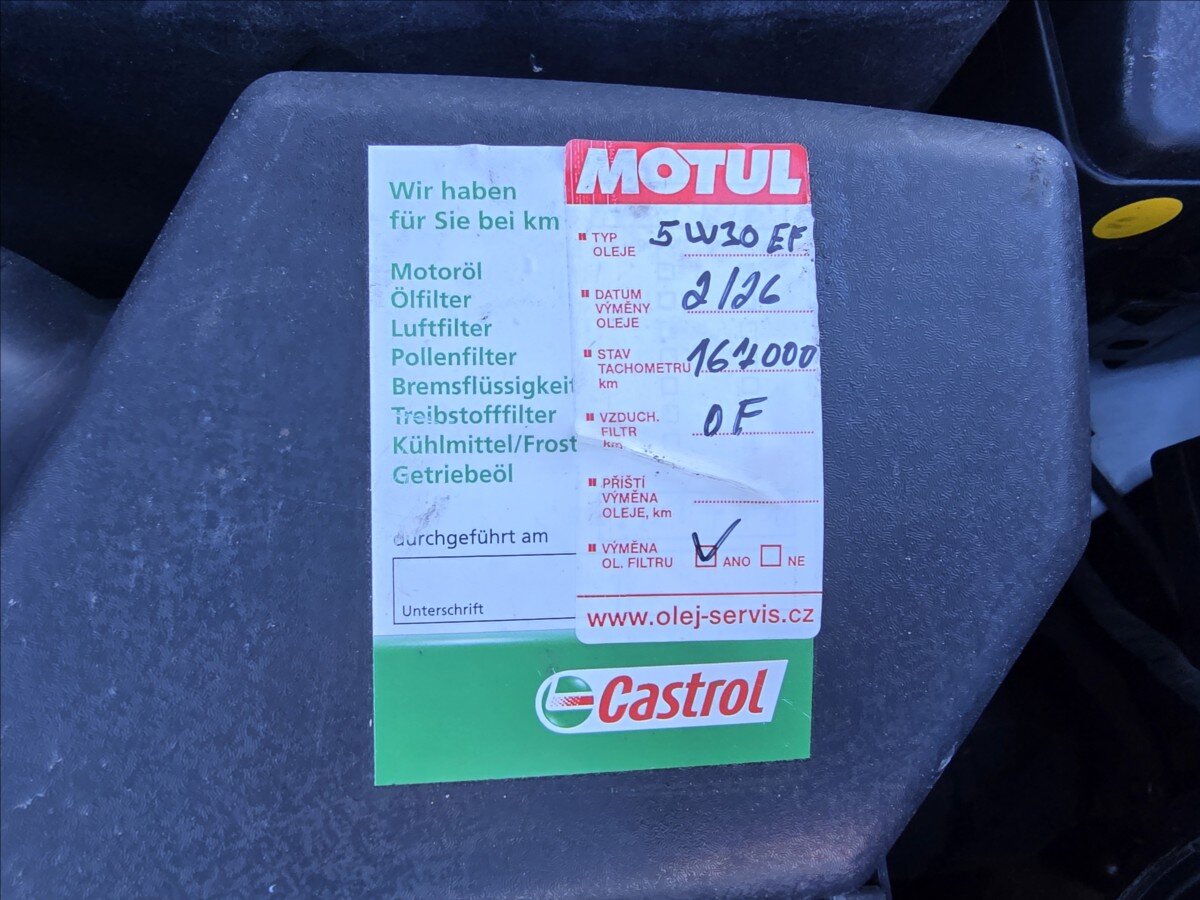 Wir haben
für Sie bei km
Motoröl
Ölfilter
Luftfilter
Pollenfilter
Bremsflüssigkeit
Treibstofffilter
Kühlmittel/Frost
Getriebeöl
durchgeführt am
Unterschrift
MOTUL
TYP
OLEJE 5W30 EF
DATUM
VÝMĚNY
OLEJE 2/26
STAV
TACHOMETRU
km 167000
VZDUCH.
FILTR
km OF
PŘÍŠTÍ
VÝMĚNA
OLEJE, km
VÝMĚNA
OL. FILTRU ANO NE
www.olej-servis.cz
Castrol